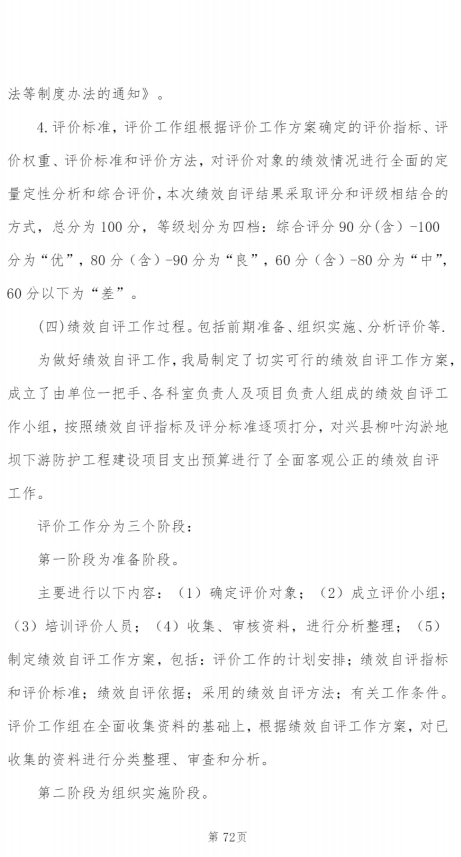 法等制度办法的通知》。
4.评价标准，评价工作组根据评价工作方案确定的评价指标、评
价权重、评价标准和评价方法，对评价对象的绩效情况进行全面的定
量定性分析和综合评价，本次绩效自评结果采取评分和评级相结合的
方式，总分为100分，等级划分为四档：综合评分90分(含）-100
分为“优”，80分（含）-90分为“良”，60分（含）-80分为“中”，
60分以下为“差”。
(四)绩效自评工作过程。包括前期准备、组织实施、分析评价等.
为做好绩效自评工作，我局制定了切实可行的绩效自评工作方案，
成立了由单位一把手、各科室负责人及项目负责人组成的绩效自评工
作小组，按照绩效自评指标及评分标准逐项打分，对兴县柳叶沟淤地
坝下游防护工程建设项目支出预算进行了全面客观公正的绩效自评
工作。
评价工作分为三个阶段：
第一阶段为准备阶段。
主要进行以下内容：（1）确定评价对象；（2）成立评价小组；
（3）培训评价人员；（4）收集、审核资料，进行分析整理；（5）
制定绩效自评工作方案，包括：评价工作的计划安排；绩效自评指标
和评价标准；绩效自评依据；采用的绩效自评方法；有关工作条件。
评价工作组在全面收集资料的基础上，根据绩效自评工作方案，对已
收集的资料进行分类整理、审查和分析。
第二阶段为组织实施阶段。
第 72页